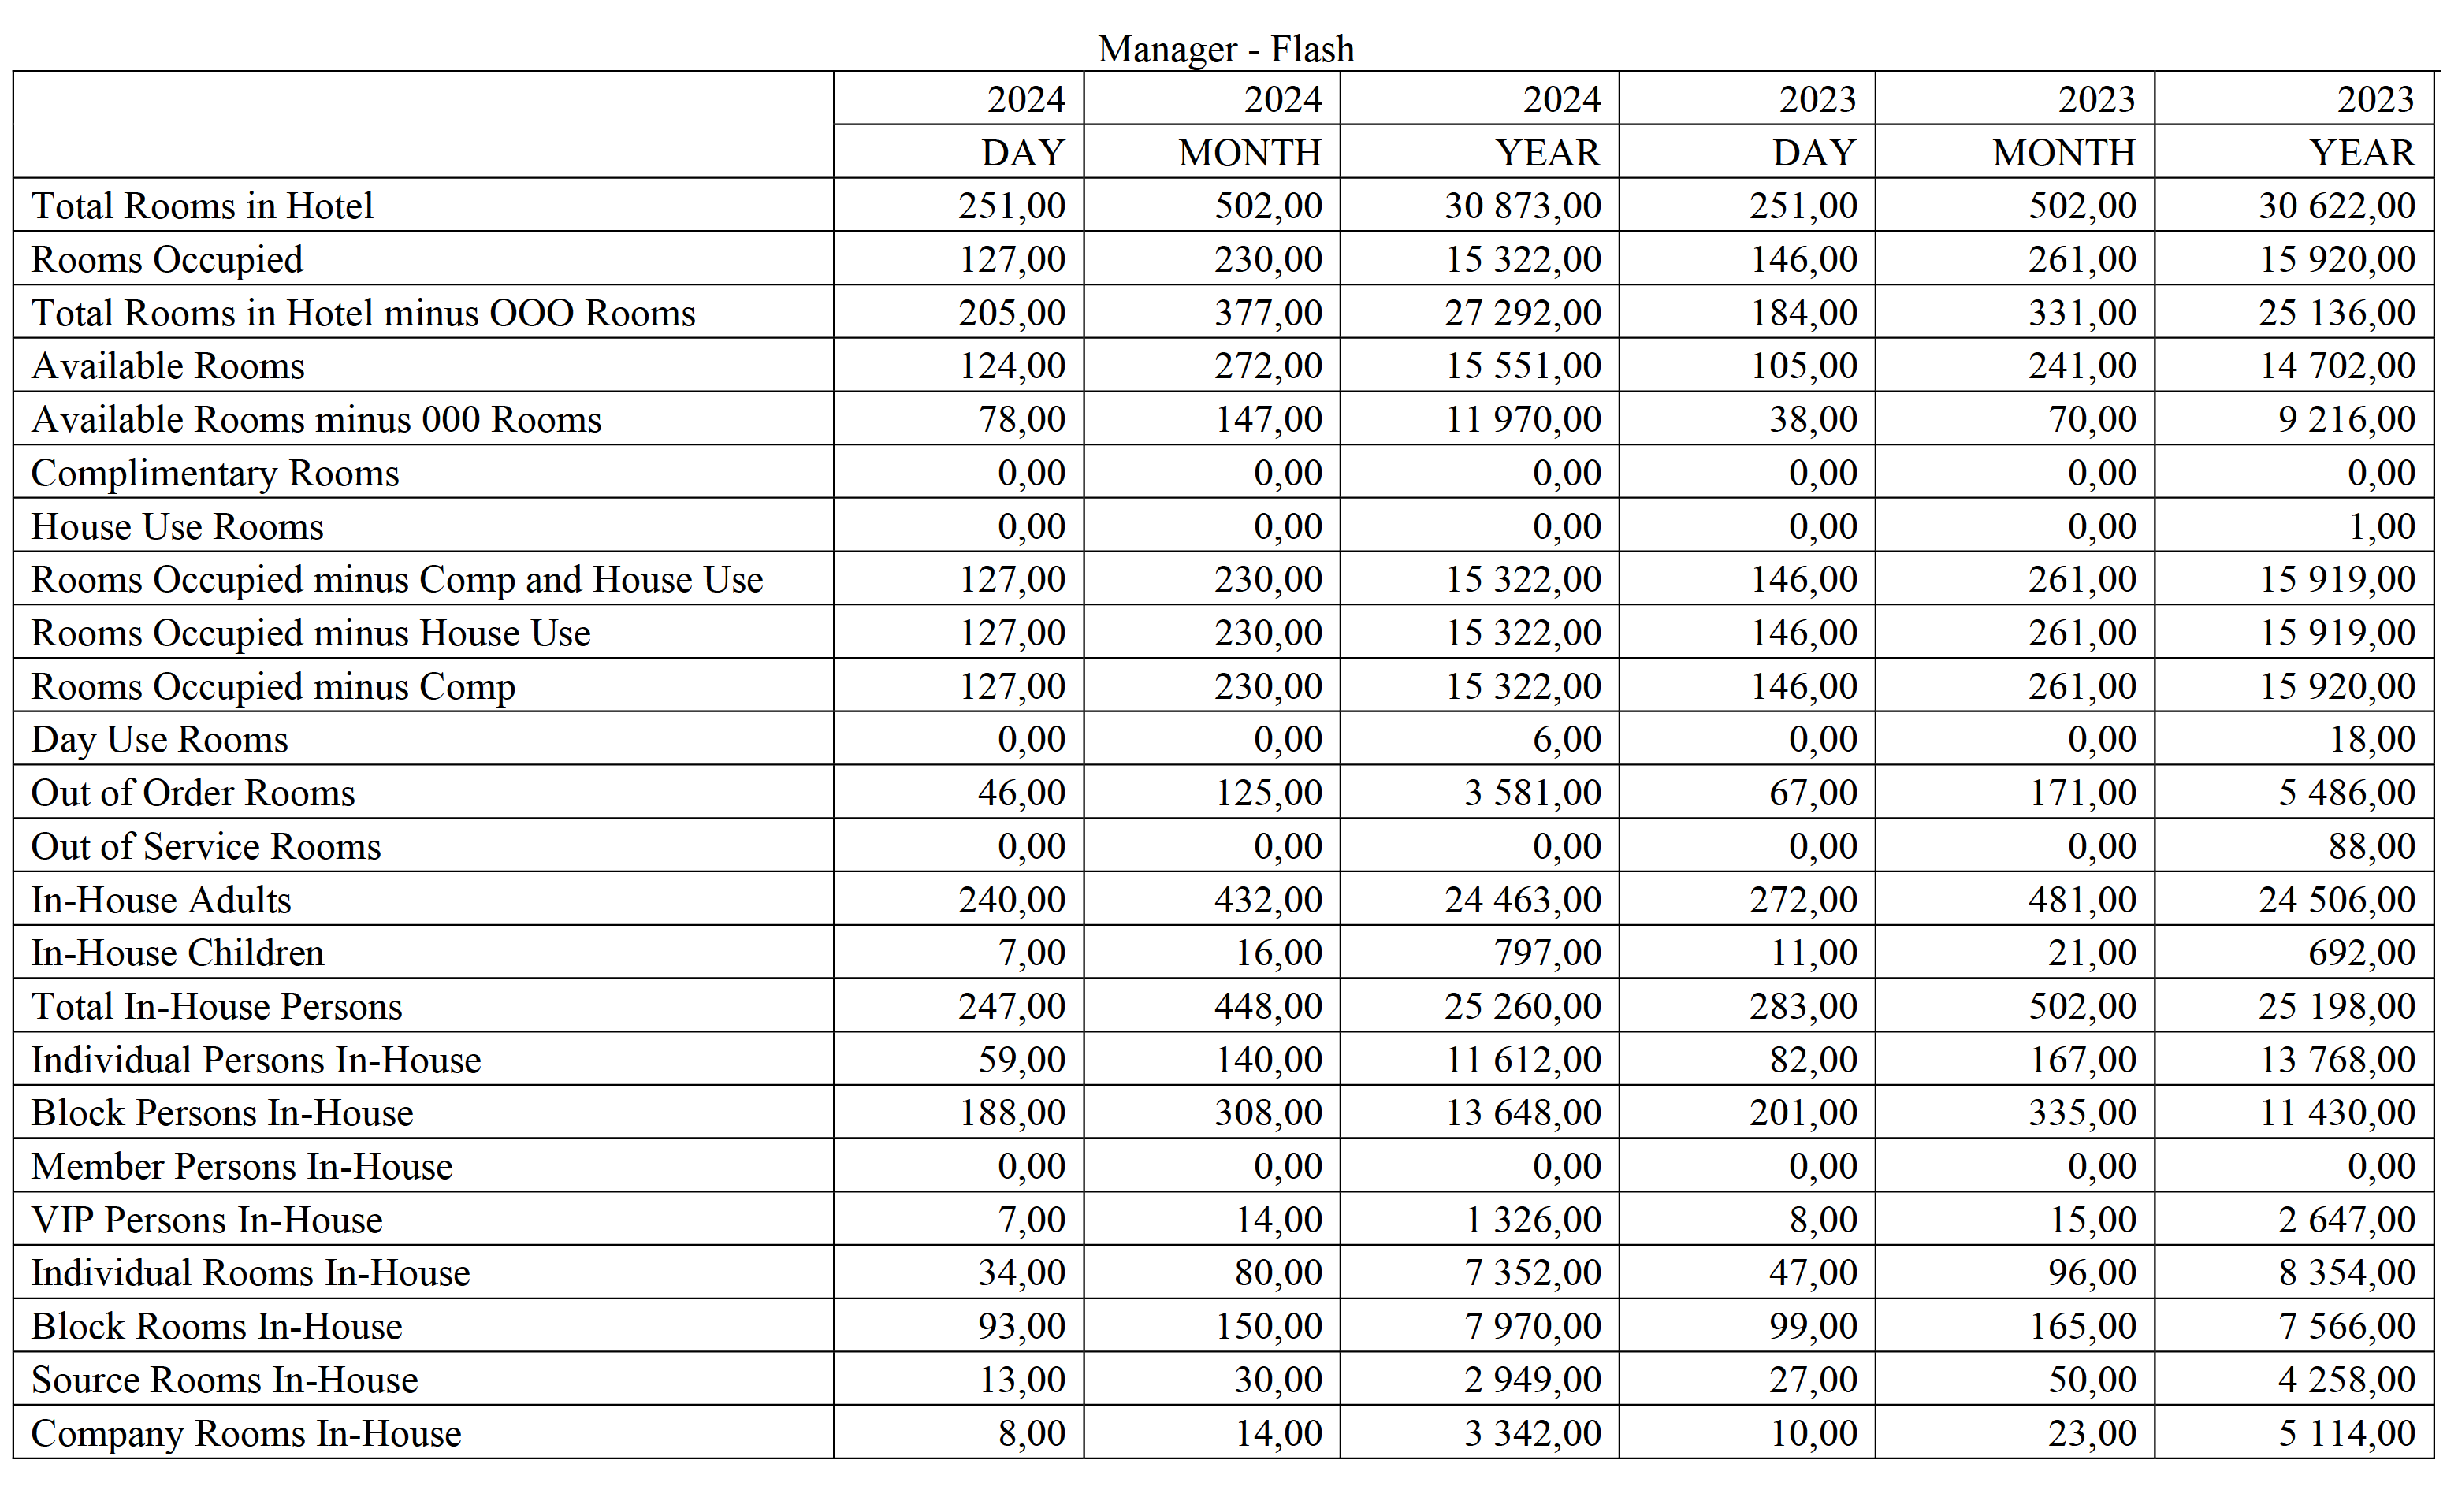 Manager - Flash
2024 2024 2024 2023 2023 2023
DAY MONTH YEAR DAY MONTH YEAR
Total Rooms in Hotel 251,00 502,00 30 873,00 251,00 502,00 30 622,00
Rooms Occupied 127,00 230,00 15 322,00 146,00 261,00 15 920,00
Total Rooms in Hotel minus OOO Rooms 205,00 377,00 27 292,00 184,00 331,00 25 136,00
Available Rooms 124,00 272,00 15 551,00 105,00 241,00 14 702,00
Available Rooms minus 000 Rooms 78,00 147,00 11 970,00 38,00 70,00 9 216,00
Complimentary Rooms 0,00 0,00 0,00 0,00 0,00 0,00
House Use Rooms 0,00 0,00 0,00 0,00 0,00 1,00
Rooms Occupied minus Comp and House Use 127,00 230,00 15 322,00 146,00 261,00 15 919,00
Rooms Occupied minus House Use 127,00 230,00 15 322,00 146,00 261,00 15 919,00
Rooms Occupied minus Comp 127,00 230,00 15 322,00 146,00 261,00 15 920,00
Day Use Rooms 0,00 0,00 6,00 0,00 0,00 18,00
Out of Order Rooms 46,00 125,00 3 581,00 67,00 171,00 5 486,00
Out of Service Rooms 0,00 0,00 0,00 0,00 0,00 88,00
In-House Adults 240,00 432,00 24 463,00 272,00 481,00 24 506,00
In-House Children 7,00 16,00 797,00 11,00 21,00 692,00
Total In-House Persons 247,00 448,00 25 260,00 283,00 502,00 25 198,00
Individual Persons In-House 59,00 140,00 11 612,00 82,00 167,00 13 768,00
Block Persons In-House 188,00 308,00 13 648,00 201,00 335,00 11 430,00
Member Persons In-House 0,00 0,00 0,00 0,00 0,00 0,00
VIP Persons In-House 7,00 14,00 1 326,00 8,00 15,00 2 647,00
Individual Rooms In-House 34,00 80,00 7 352,00 47,00 96,00 8 354,00
Block Rooms In-House 93,00 150,00 7 970,00 99,00 165,00 7 566,00
Source Rooms In-House 13,00 30,00 2 949,00 27,00 50,00 4 258,00
Company Rooms In-House 8,00 14,00 3 342,00 10,00 23,00 5 114,00